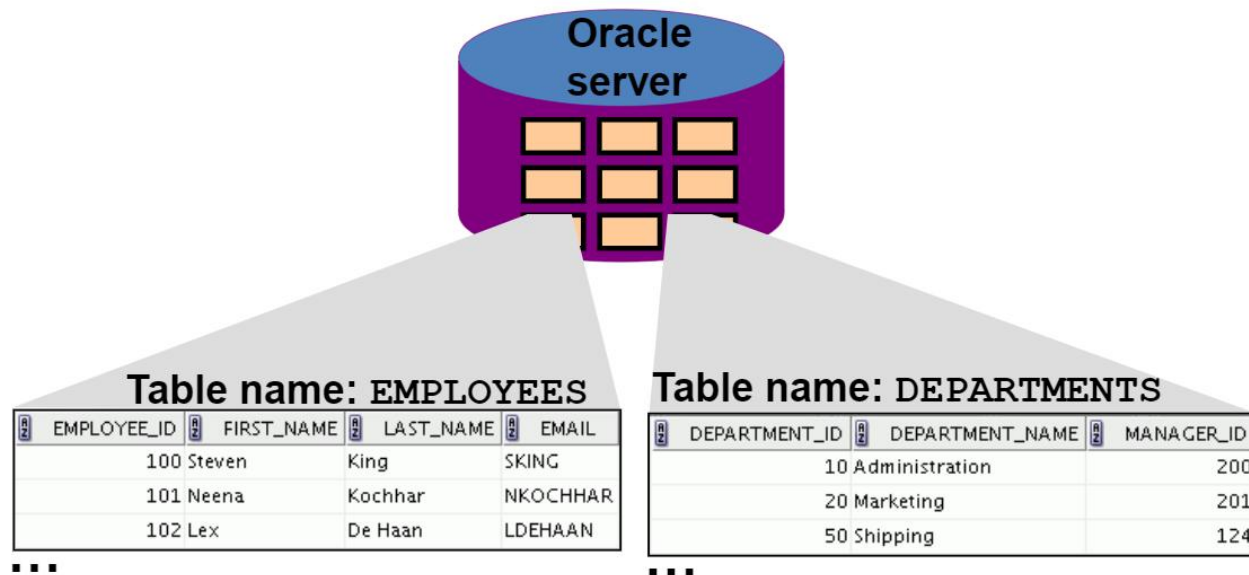 Oracle
server
Table name: EMPLOYEES
EMPLOYEE_ID FIRST_NAME LAST_NAME EMAIL
100 Steven King SKING
101 Neena Kochhar NKOCHHAR
102 Lex De Haan LDEHAAN
...
Table name: DEPARTMENTS
DEPARTMENT_ID DEPARTMENT_NAME MANAGER_ID
10 Administration 200
20 Marketing 201
50 Shipping 124
...